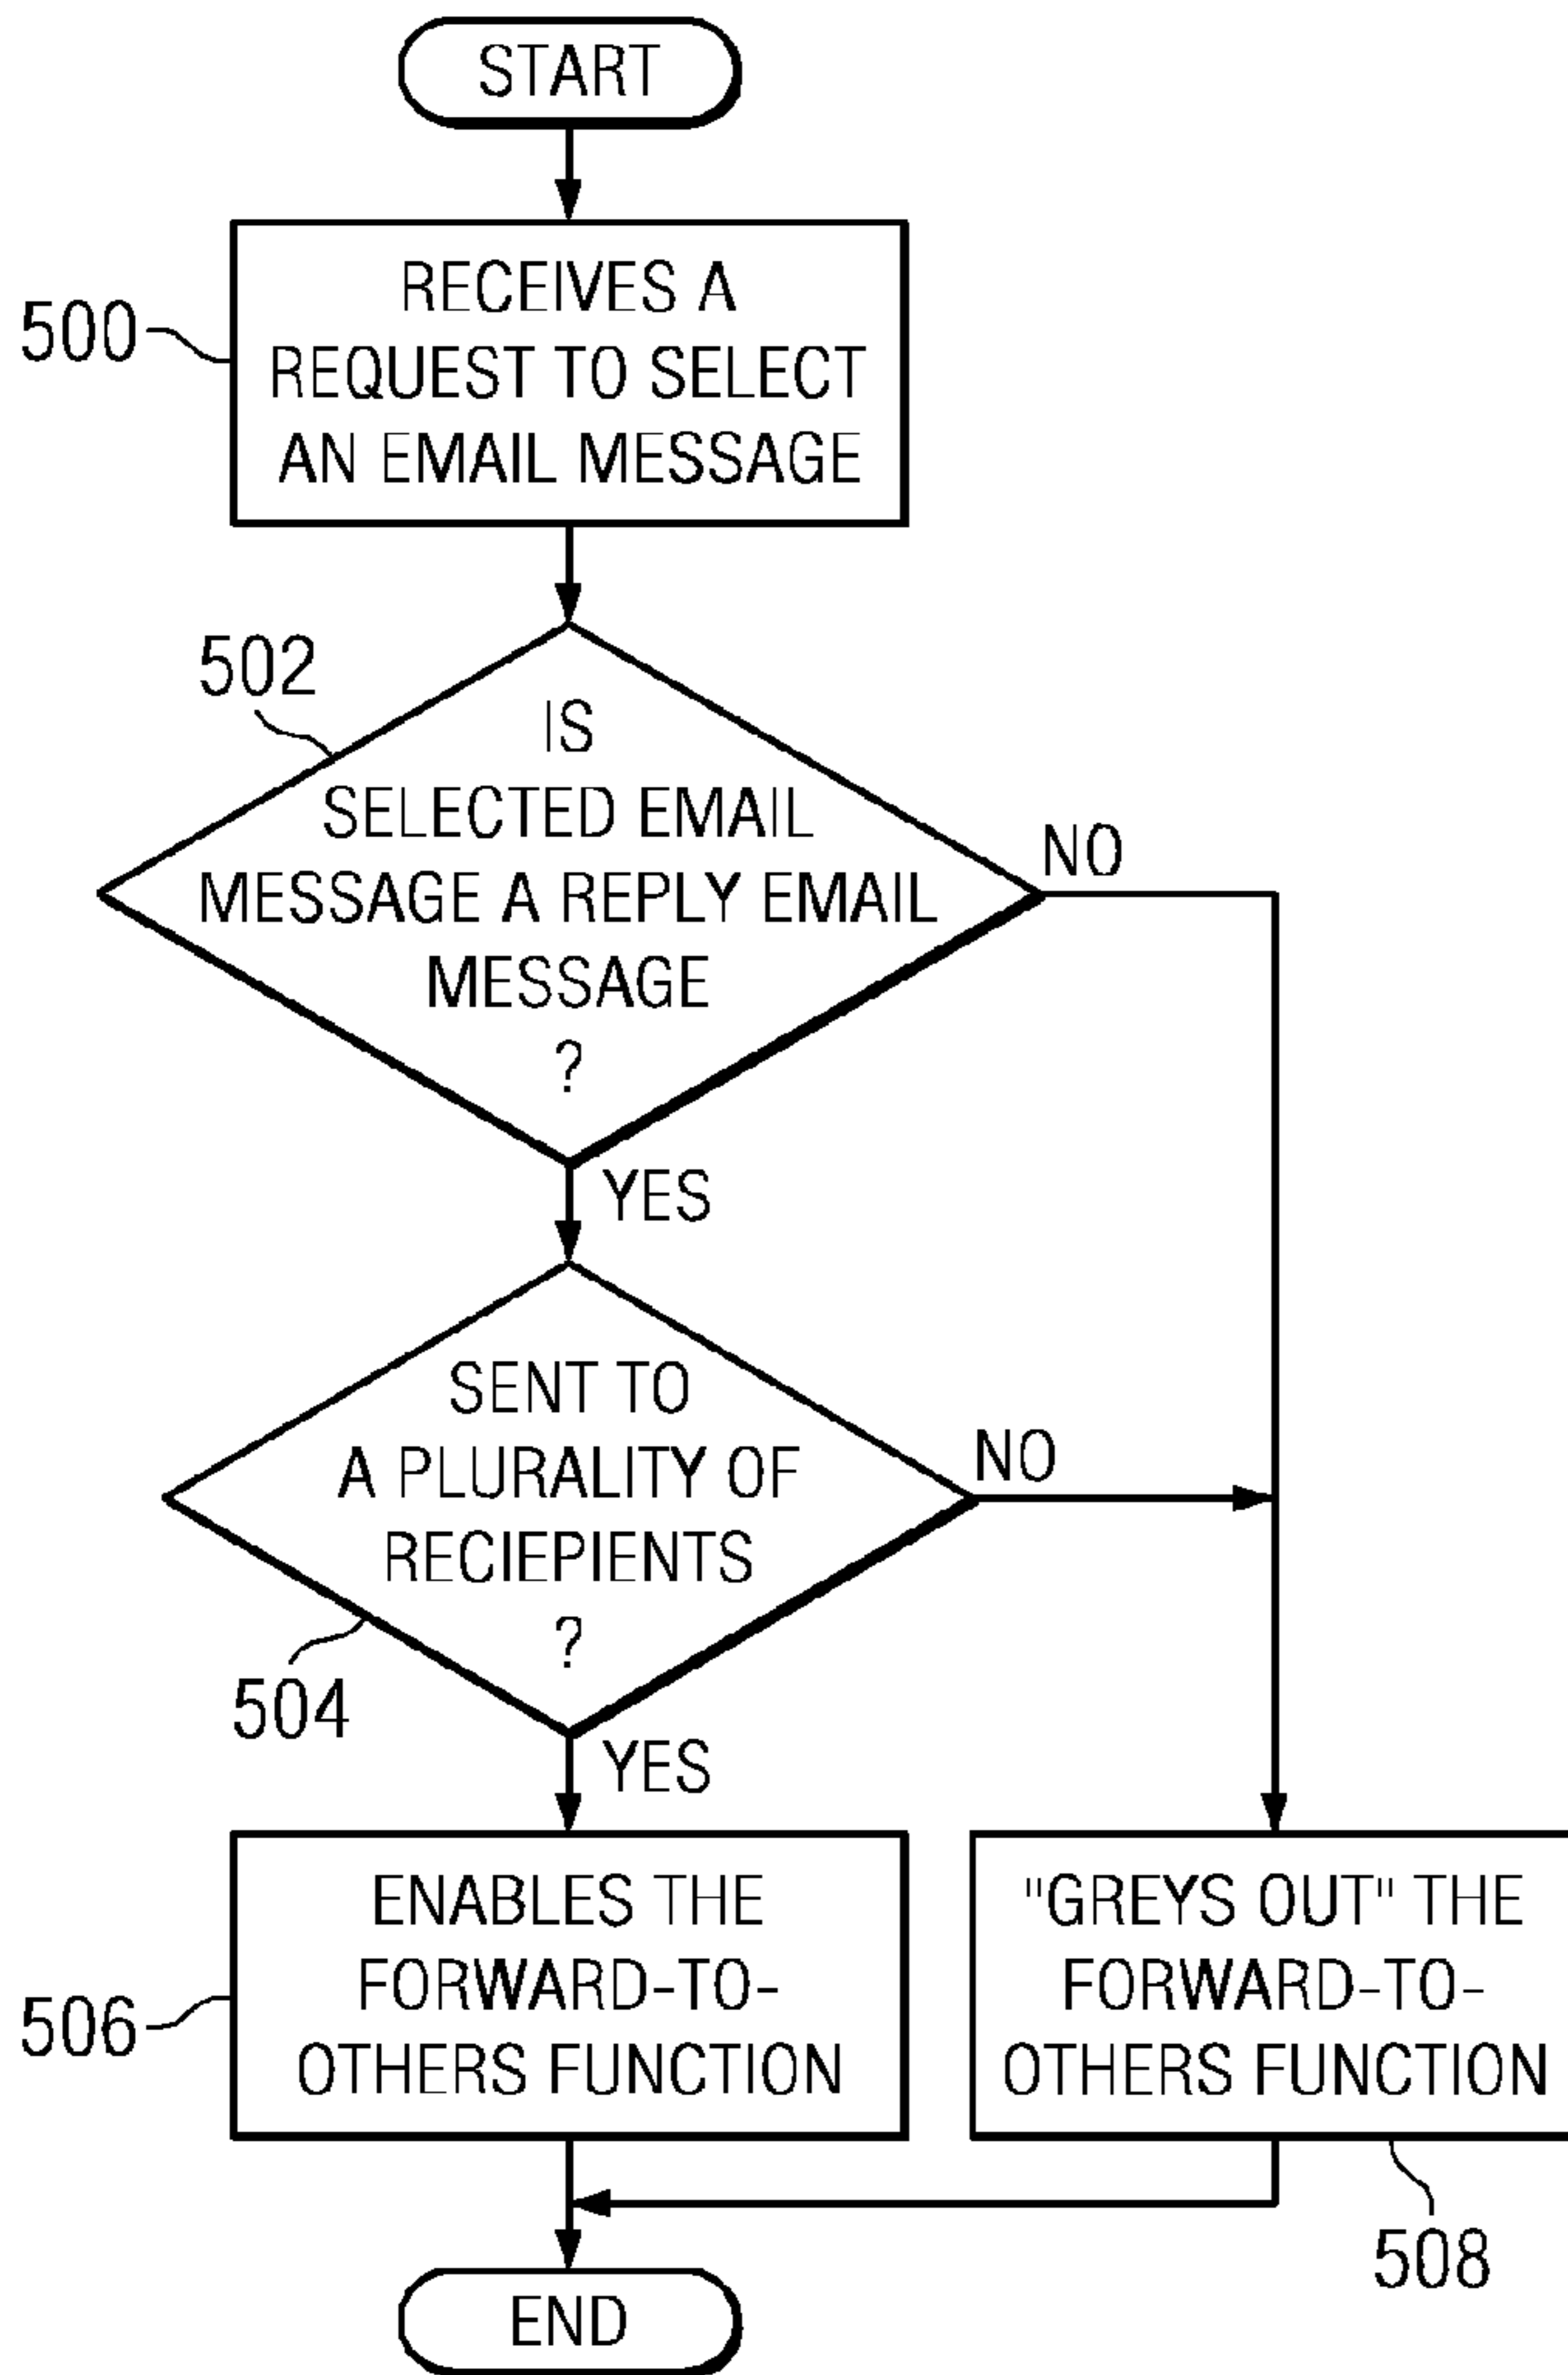 START
500
RECEIVES A
REQUEST TO SELECT
AN EMAIL MESSAGE
502
IS
SELECTED EMAIL
MESSAGE A REPLY EMAIL
MESSAGE
?
NO
YES
SENT TO
A PLURALITY OF
RECIEPIENTS
?
NO
504
YES
506
ENABLES THE
FORWARD-TO-
OTHERS FUNCTION
"GREYS OUT" THE
FORWARD-TO-
OTHERS FUNCTION
508
END